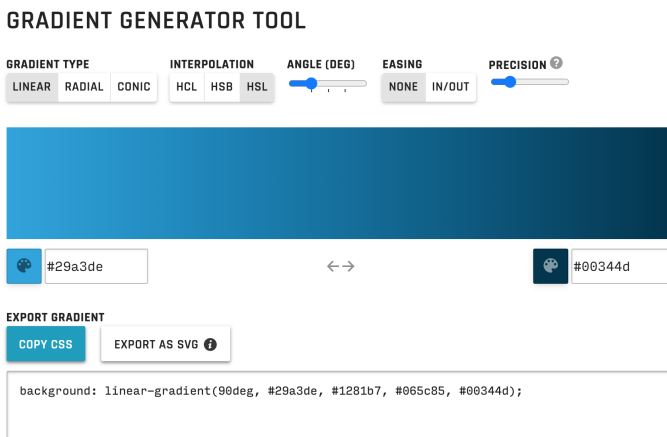 GRADIENT GENERATOR TOOL
GRADIENT TYPE INTERPOLATION ANGLE (DEG) EASING PRECISION ?
LINEAR RADIAL CONIC HCL HSB HSL NONE IN/OUT
#29a3de #00344d
EXPORT GRADIENT
COPY CSS EXPORT AS SVG i
background: linear-gradient(90deg, #29a3de, #1281b7, #065c85, #00344d);